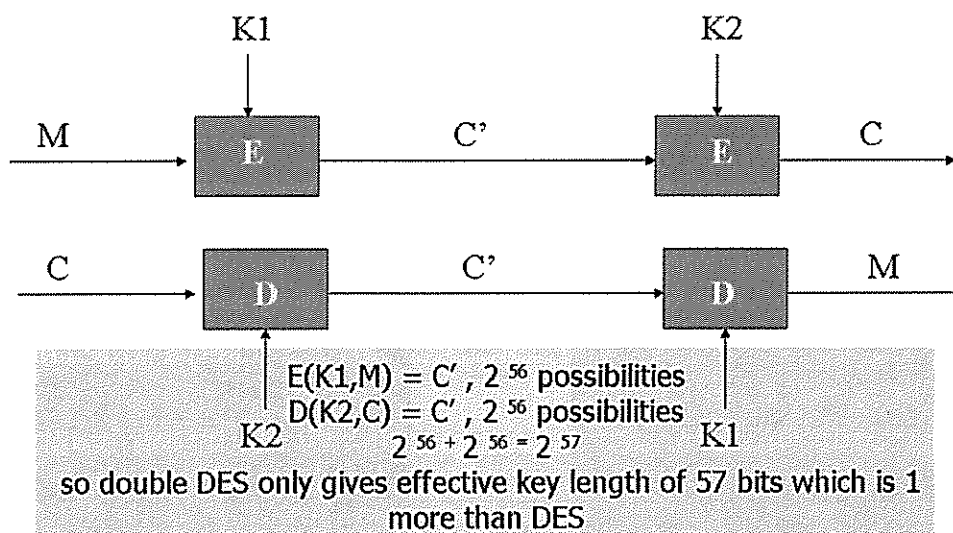 K1 K2
M E C' E C
C D C' D M
E(K1,M) = C' , 2 56 possibilities
D(K2,C) = C' , 2 56 possibilities
K2 2 56 + 2 56 = 2 57 K1
so double DES only gives effective key length of 57 bits which is 1
more than DES